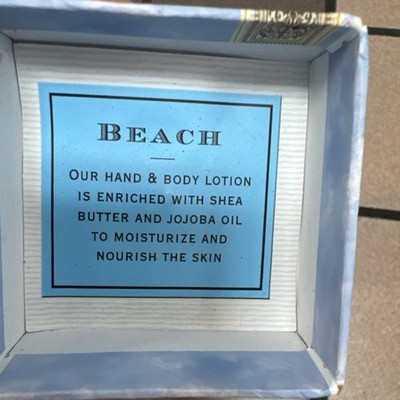 BEACH
OUR HAND & BODY LOTION
IS ENRICHED WITH SHEA
BUTTER AND JOJOBA OIL
TO MOISTURIZE AND
NOURISH THE SKIN